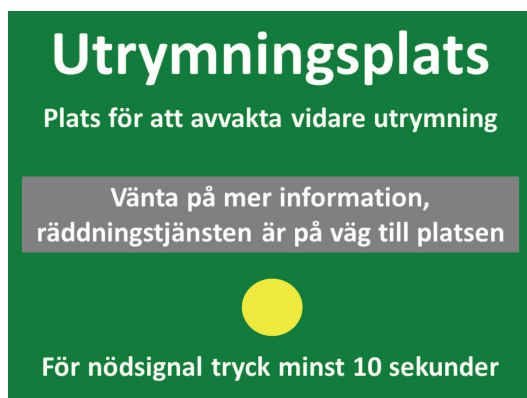 Utrymningsplats
Plats för att avvakta vidare utrymning
Vänta på mer information,
räddningstjänsten är på väg till platsen
För nödsignal tryck minst 10 sekunder